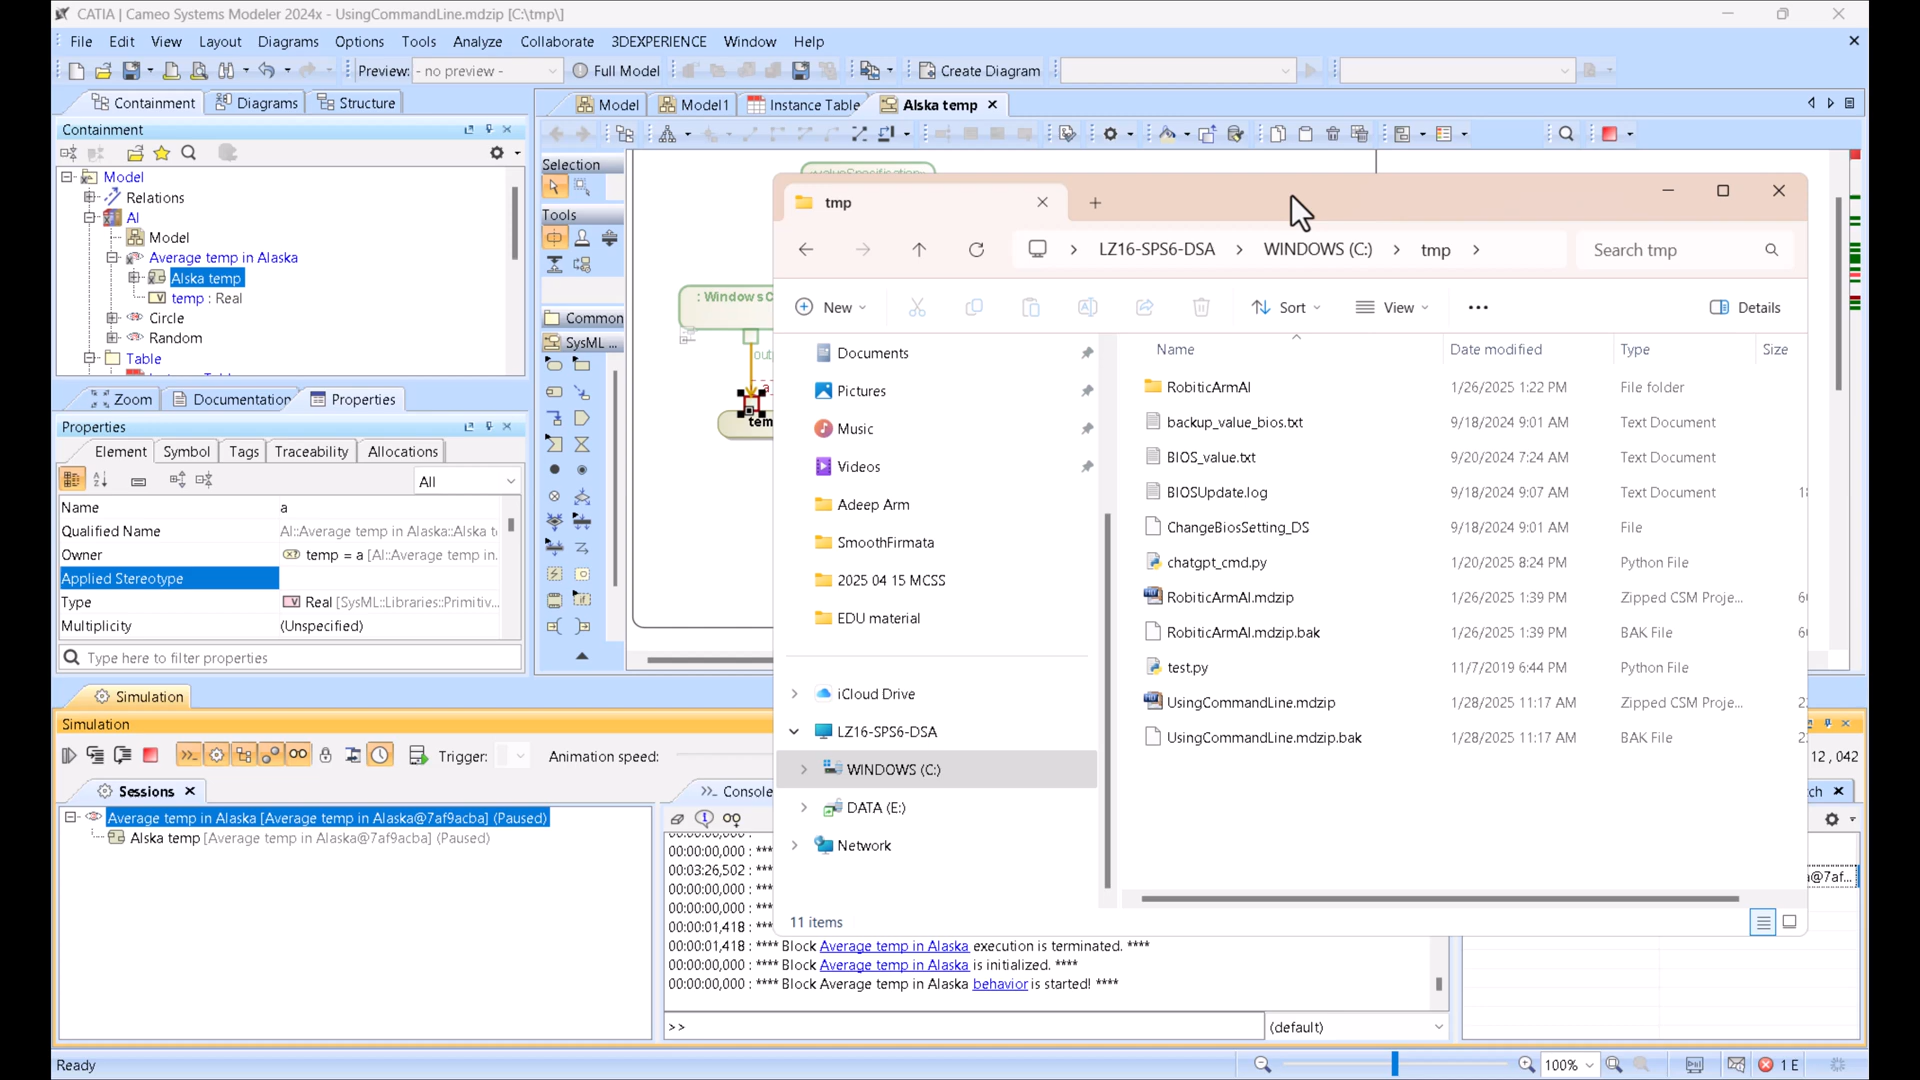 CATIA | Cameo Systems Modeler 2024x - UsingCommandLine.mdzip [C:\tmp\]
File Edit View Layout Diagrams Options Tools Analyze Collaborate 3DEXPERIENCE Window Help
Preview: - no preview - Full Model Create Diagram
Containment Diagrams Structure
Model Model1 Instance Table Alska temp
Containment
Model
Relations
AI
Model
Average temp in Alaska
Alska temp
temp : Real
Circle
Random
Table
Zoom Documentation Properties
Properties
Element Symbol Tags Traceability Allocations
All
Name a
Qualified Name AI::Average temp in Alaska::Alska t
Owner temp = a [AI::Average temp in.
Applied Stereotype
Type Real [SysML::Libraries::Primitiv...
Multiplicity (Unspecified)
Type here to filter properties
Selection
Tools
Common
SysML ...
: WindowsC
tem
tmp
LZ16-SPS6-DSA > WINDOWS (C:) > tmp >
Search tmp
New Sort View Details
Documents
Pictures
Music
Videos
Adeep Arm
SmoothFirmata
2025 04 15 MCSS
EDU material
iCloud Drive
LZ16-SPS6-DSA
WINDOWS (C:)
DATA (E:)
Network
Name Date modified Type Size
RobiticArmAI 1/26/2025 1:22 PM File folder
backup_value_bios.txt 9/18/2024 9:01 AM Text Document
BIOS_value.txt 9/20/2024 7:24 AM Text Document
BIOSUpdate.log 9/18/2024 9:07 AM Text Document
ChangeBiosSetting_DS 9/18/2024 9:01 AM File
chatgpt_cmd.py 1/20/2025 8:24 PM Python File
RobiticArmAI.mdzip 1/26/2025 1:39 PM Zipped CSM Proje...
RobiticArmAI.mdzip.bak 1/26/2025 1:39 PM BAK File
test.py 11/7/2019 6:44 PM Python File
UsingCommandLine.mdzip 1/28/2025 11:17 AM Zipped CSM Proje...
UsingCommandLine.mdzip.bak 1/28/2025 11:17 AM BAK File
11 items
Simulation
Simulation
Trigger: Animation speed:
12 , 042
Sessions
Average temp in Alaska [Average temp in Alaska@7af9acba] (Paused)
Alska temp [Average temp in Alaska@7af9acba] (Paused)
Console
00:00:00,000 : ***
00:03:26,502 : ***
00:00:00,000 : ***
00:00:00,000 : ***
00:00:01,418 : ***
00:00:01,418 : **** Block Average temp in Alaska execution is terminated. ****
00:00:00,000 : **** Block Average temp in Alaska is initialized. ****
00:00:00,000 : **** Block Average temp in Alaska behavior is started! ****
>>
(default)
@7af...
Ready
100%
1 E